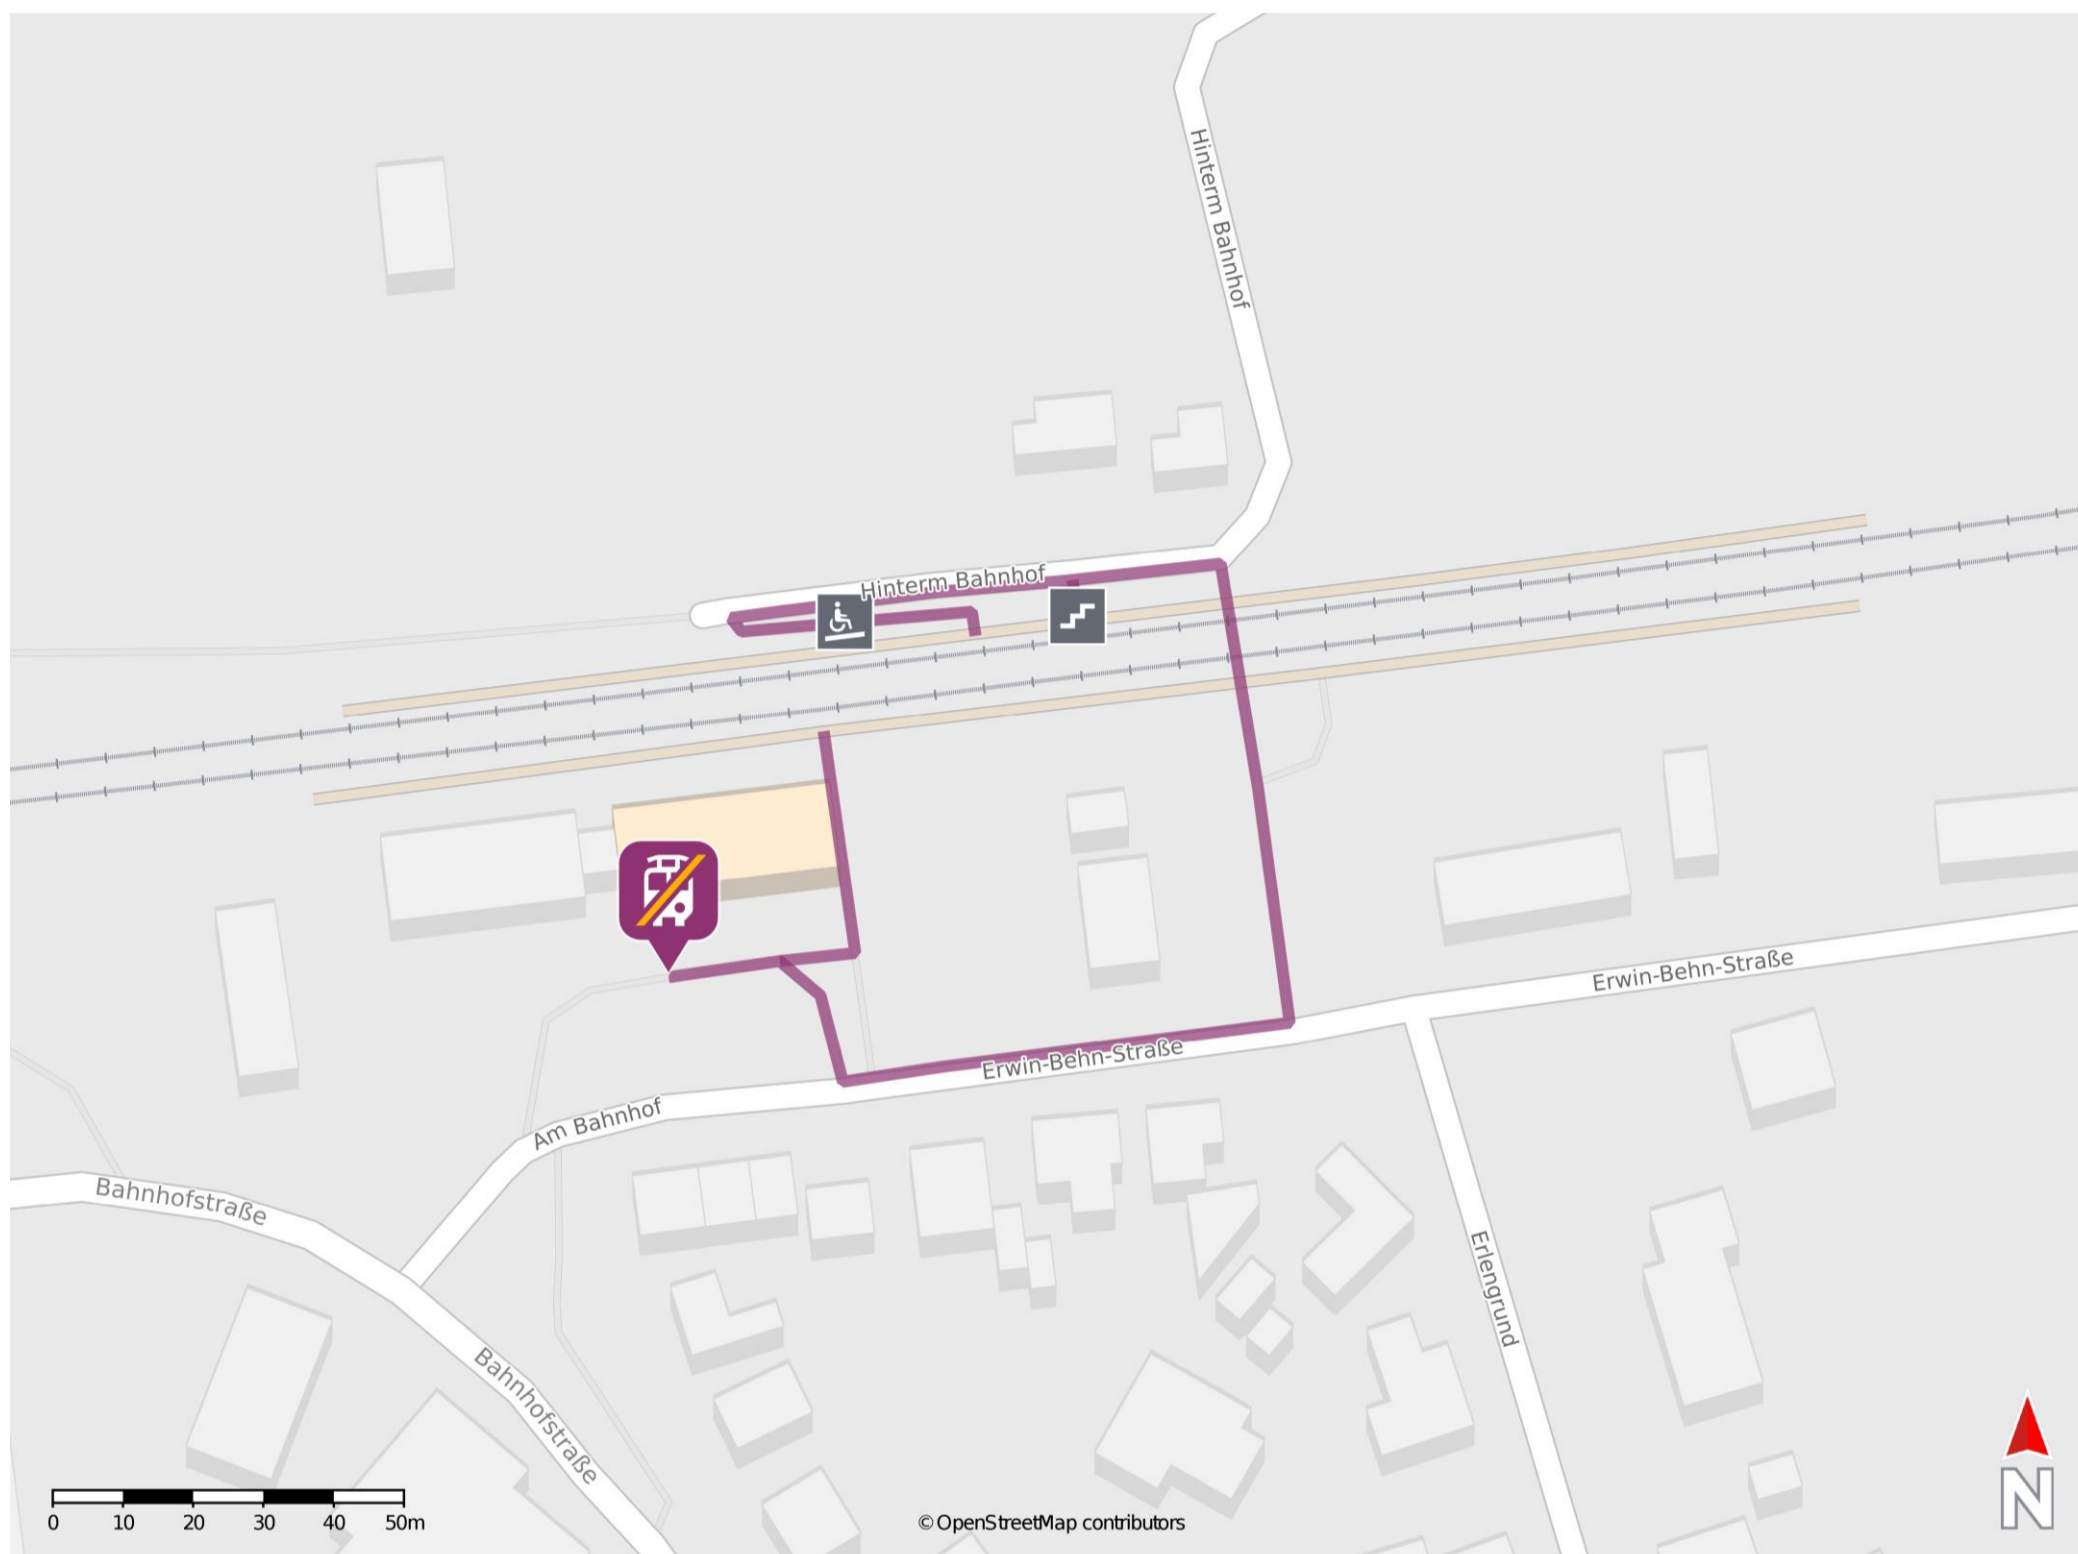 Hinterm Bahnhof
Hinterm Bahnhof
Erwin-Behn-Straße
Erwin-Behn-Straße
Am Bahnhof
Bahnhofstraße
Erlengrund
Bahnhofstraße
N
0 10 20 30 40 50m
© OpenStreetMap contributors